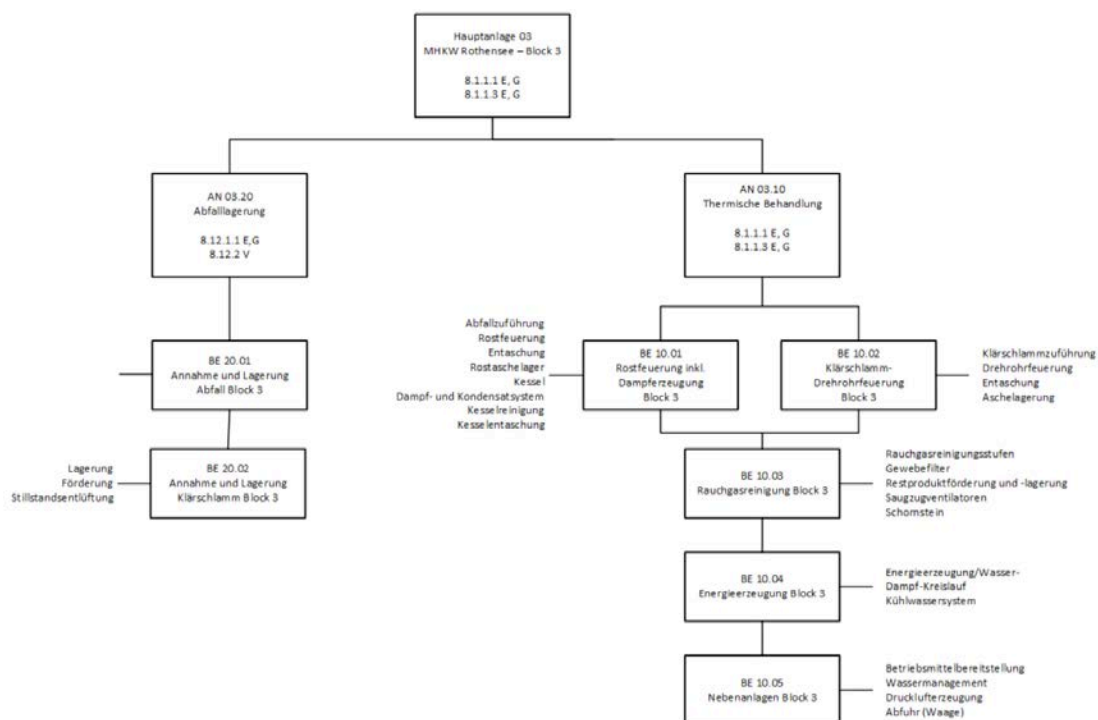 Hauptanlage 03
MHKW Rothensee – Block 3
8.1.1.1 E, G
8.1.1.3 E, G
AN 03.20
Abfalllagerung
8.12.1.1 E,G
8.12.2 V
AN 03.10
Thermische Behandlung
8.1.1.1 E, G
8.1.1.3 E, G
BE 20.01
Annahme und Lagerung
Abfall Block 3
Lagerung
Förderung
Stillstandsentlüftung
BE 20.02
Annahme und Lagerung
Klärschlamm Block 3
Abfallzuführung
Rostfeuerung
Entaschung
Rostaschelager
Kessel
Dampf- und Kondensatsystem
Kesselreinigung
Kesselentaschung
BE 10.01
Rostfeuerung inkl.
Dampferzeugung
Block 3
BE 10.02
Klärschlamm-
Drehrohrfeuerung
Block 3
Klärschlammzuführung
Drehrohrfeuerung
Entaschung
Aschelagerung
BE 10.03
Rauchgasreinigung Block 3
Rauchgasreinigungsstufen
Gewebefilter
Restproduktförderung und -lagerung
Saugzugventilatoren
Schornstein
BE 10.04
Energieerzeugung Block 3
Energieerzeugung/Wasser-
Dampf-Kreislauf
Kühlwassersystem
BE 10.05
Nebenanlagen Block 3
Betriebsmittelbereitstellung
Wassermanagement
Drucklufterzeugung
Abfuhr (Waage)